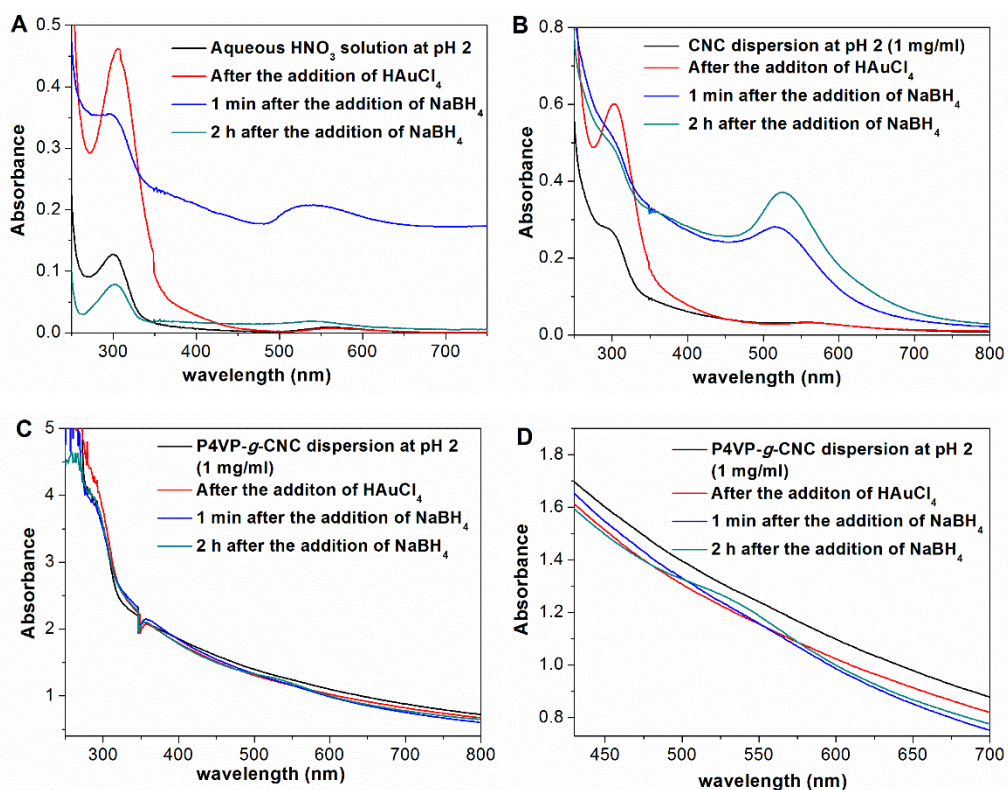 A
0.5
0.4
0.3
0.2
0.1
0.0
Absorbance
Aqueous HNO₃ solution at pH 2
After the addition of HAuCl₄
1 min after the addition of NaBH₄
2 h after the addition of NaBH₄
300 400 500 600 700
wavelength (nm)
B
0.8
0.6
0.4
0.2
0.0
Absorbance
CNC dispersion at pH 2 (1 mg/ml)
After the additon of HAuCl₄
1 min after the addition of NaBH₄
2 h after the addition of NaBH₄
300 400 500 600 700 800
wavelength (nm)
C
5
4
3
2
1
Absorbance
P4VP-g-CNC dispersion at pH 2
(1 mg/ml)
After the additon of HAuCl₄
1 min after the addition of NaBH₄
2 h after the addition of NaBH₄
300 400 500 600 700 800
wavelength (nm)
D
1.8
1.6
1.4
1.2
1.0
0.8
Absorbance
P4VP-g-CNC dispersion at pH 2
(1 mg/ml)
After the addition of HAuCl₄
1 min after the addition of NaBH₄
2 h after the addition of NaBH₄
450 500 550 600 650 700
wavelength (nm)